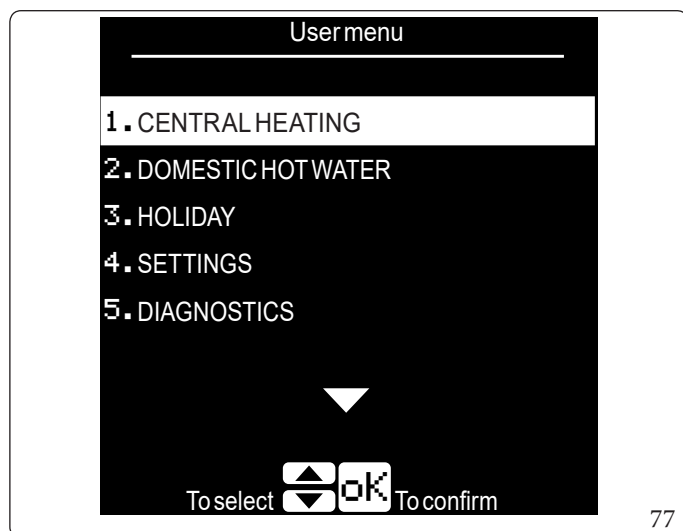 User menu
1. CENTRAL HEATING
2. DOMESTIC HOT WATER
3. HOLIDAY
4. SETTINGS
5. DIAGNOSTICS
To select oK To confirm
77